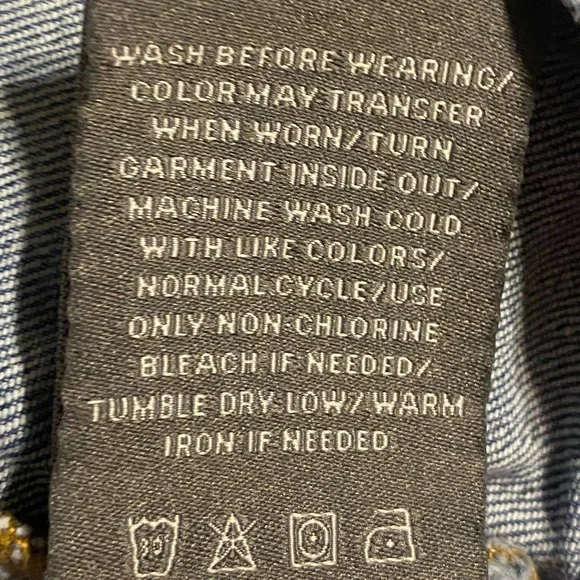 WASH BEFORE WEARING/
COLOR MAY TRANSFER
WHEN WORN/TURN
GARMENT INSIDE OUT/
MACHINE WASH COLD
WITH LIKE COLORS/
NORMAL CYCLE/USE
ONLY NON-CHLORINE
BLEACH IF NEEDED/
TUMBLE DRY LOW/WARM
IRON IF NEEDED
30°